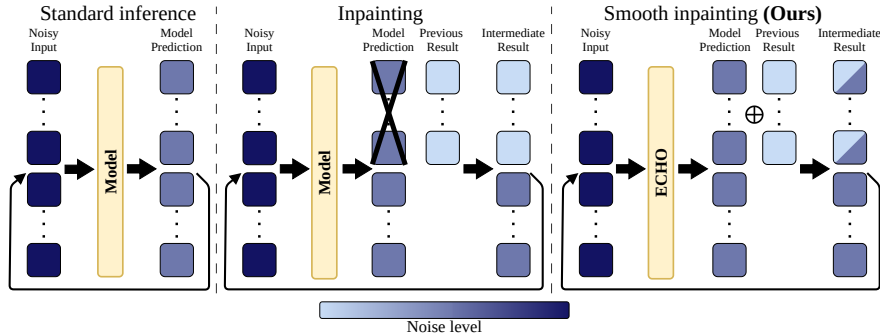 Standard inference
Noisy
Input
Model
Prediction
Model
Inpainting
Noisy
Input
Model
Prediction
Previous
Result
Intermediate
Result
Model
Smooth inpainting (Ours)
Noisy
Input
Model
Prediction
Previous
Result
Intermediate
Result
ECHO
Noise level